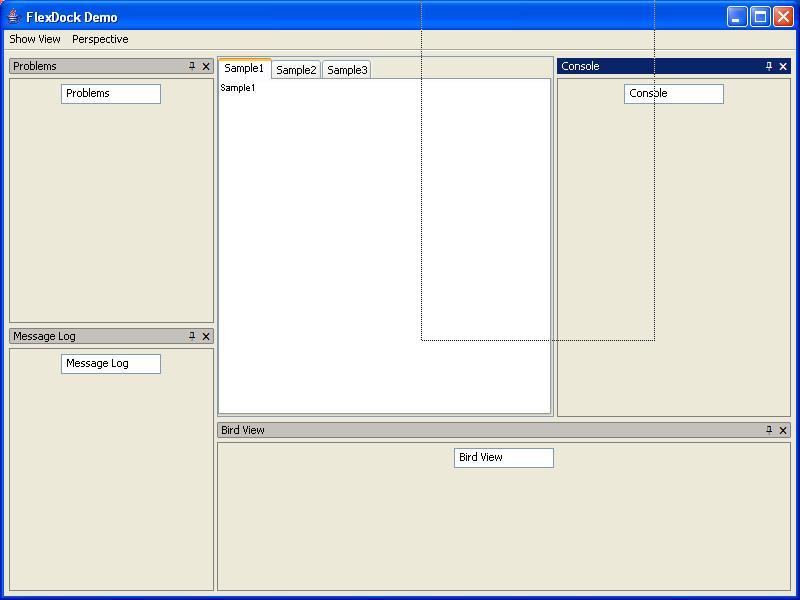 FlexDock Demo
Show View Perspective
Problems
Problems
Message Log
Message Log
Sample1 Sample2 Sample3
Sample1
Console
Console
Bird View
Bird View